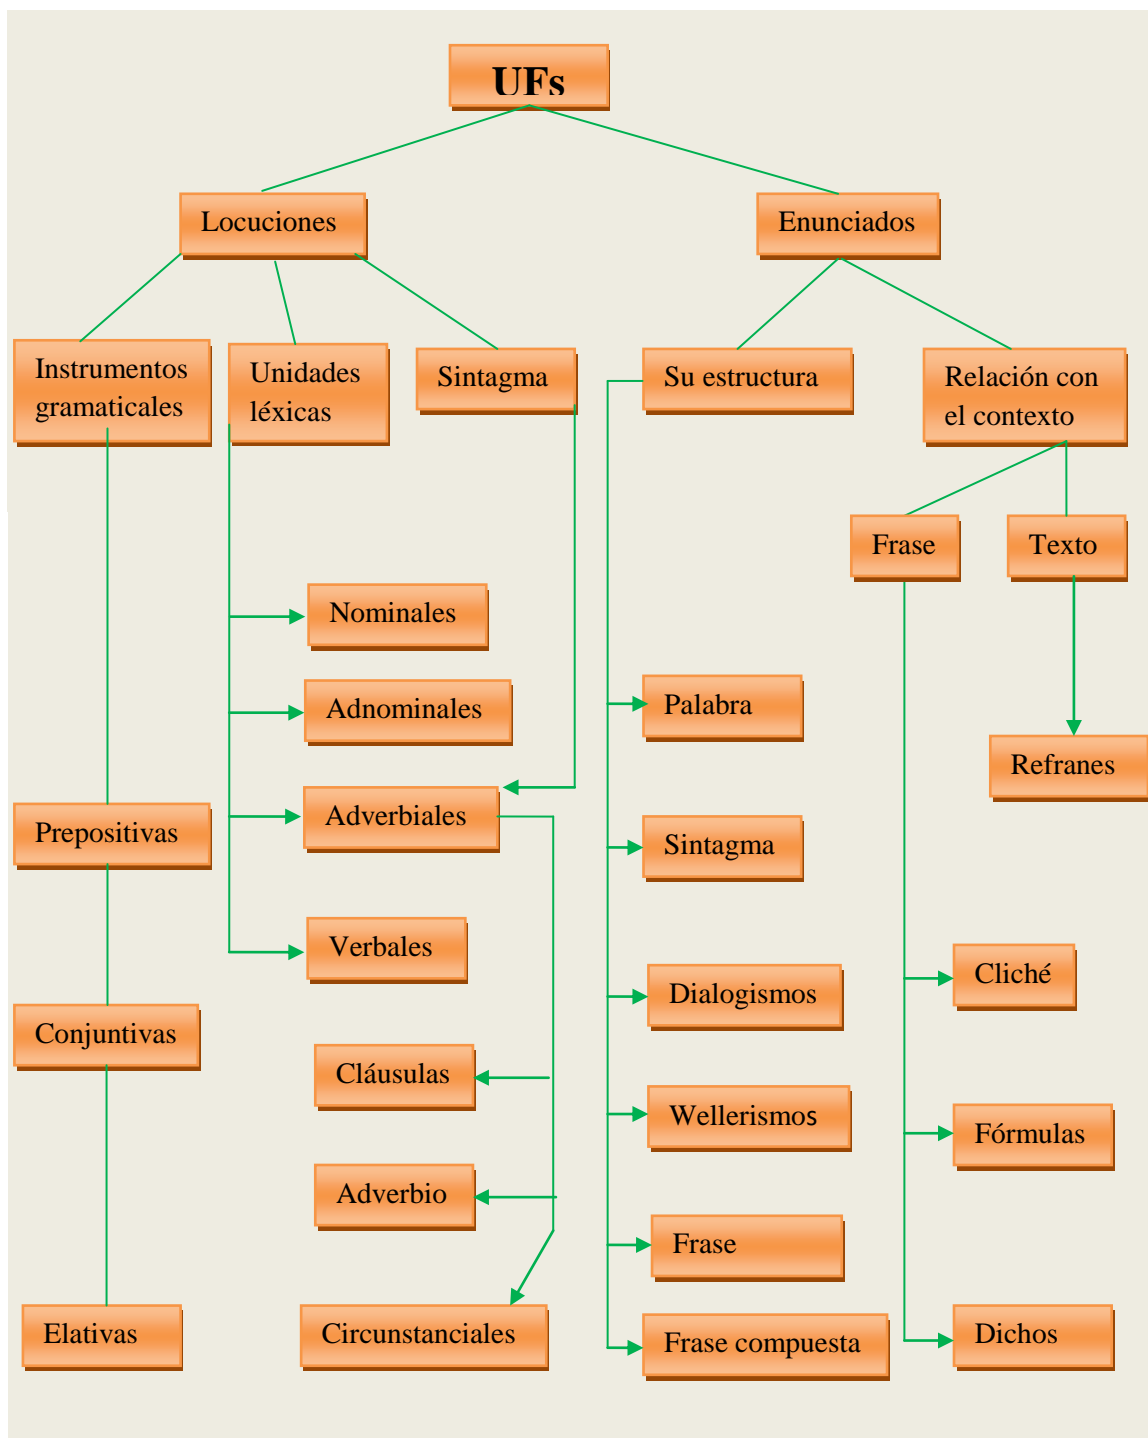 UFs
Locuciones
Enunciados
Instrumentos
gramaticales
Unidades
léxicas
Sintagma
Su estructura
Relación con
el contexto
Frase
Texto
Nominales
Adnominales
Palabra
Refranes
Prepositivas
Adverbiales
Sintagma
Verbales
Dialogismos
Cliché
Conjuntivas
Cláusulas
Wellerismos
Fórmulas
Adverbio
Frase
Elativas
Circunstanciales
Frase compuesta
Dichos